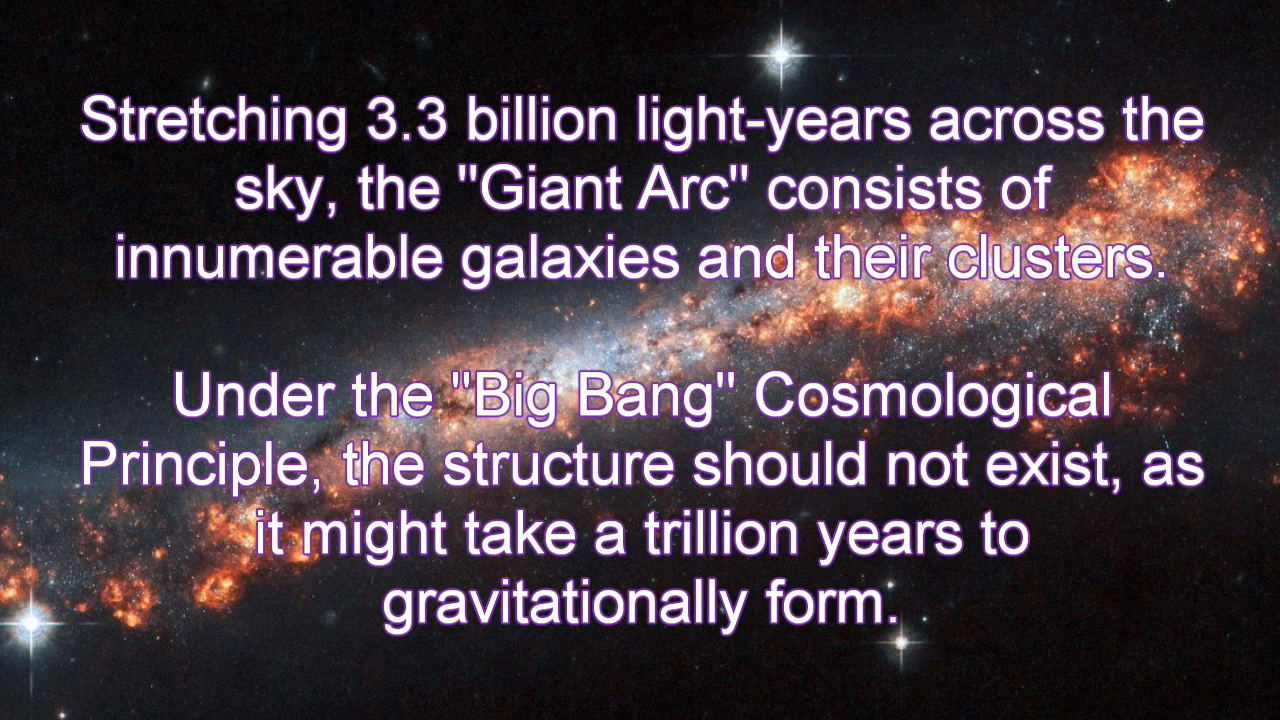 Stretching 3.3 billion light-years across the
sky, the "Giant Arc" consists of
innumerable galaxies and their clusters.
Under the "Big Bang" Cosmological
Principle, the structure should not exist, as
it might take a trillion years to
gravitationally form.